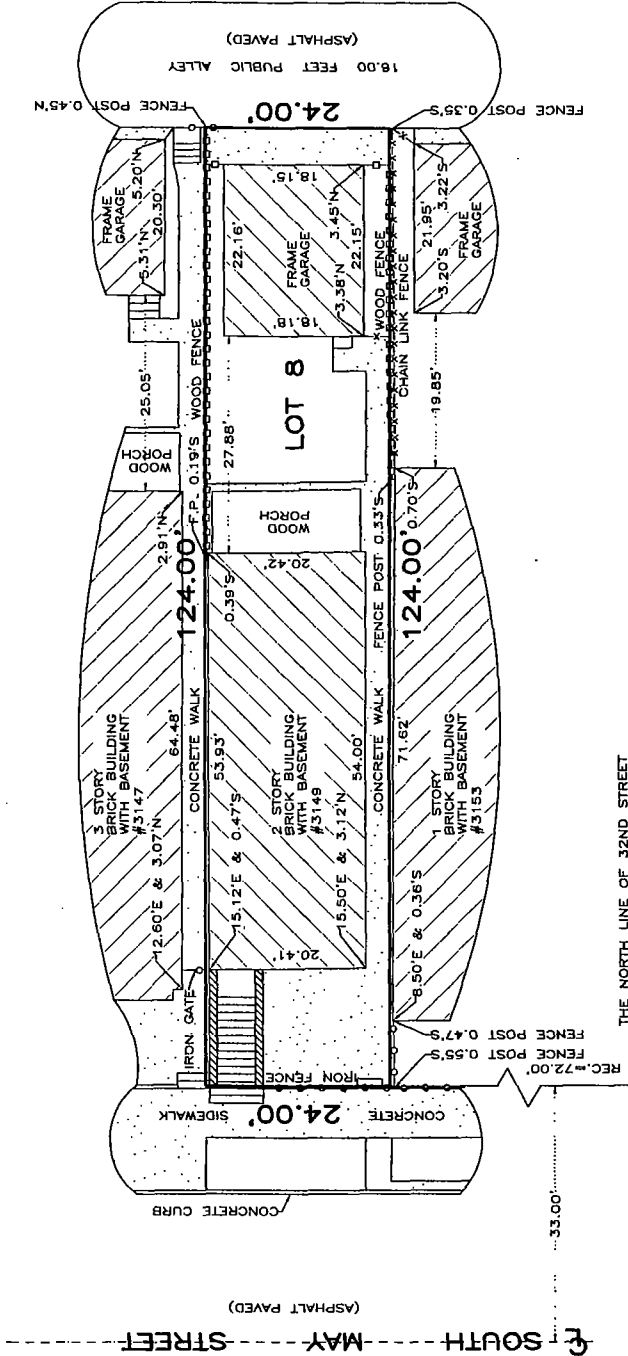 16.00 FEET PUBLIC ALLEY
(ASPHALT PAVED)
FENCE POST 0.45'N
24.00'
FENCE POST 0.35'S
FRAME
GARAGE
5.31'N
5.20'N
20.30'
25.05'
WOOD
PORCH
2.91'N
3 STORY
BRICK BUILDING
WITH BASEMENT
#3147
12.60'E & 3.07'N
64.48'
IRON GATE
CONCRETE WALK
124.00'
F.P. 0.19'S
WOOD FENCE
22.16'
18.15'
FRAME
GARAGE
3.45'N
22.15'
3.38'N
18.18'
27.88'
LOT 8
WOOD
PORCH
20.42'
0.39'S
53.93'
2 STORY
BRICK BUILDING
WITH BASEMENT
#3149
15.12'E & 0.47'S
54.00'
15.50'E & 3.12'N
20.41'
CONCRETE WALK
FENCE POST 0.33'S
WOOD FENCE
CHAIN LINK FENCE
124.00'
0.70'S
71.62'
1 STORY
BRICK BUILDING
WITH BASEMENT
#3153
8.50'E & 0.36'S
19.85'
3.20'S
21.95'
3.22'S
FRAME
GARAGE
FENCE POST 0.47'S
FENCE POST 0.55'S
REC.=72.00'
THE NORTH LINE OF 32ND STREET
IRON FENCE
24.00'
CONCRETE SIDEWALK
CONCRETE CURB
33.00'
(ASPHALT PAVED)
℄ SOUTH MAY STREET